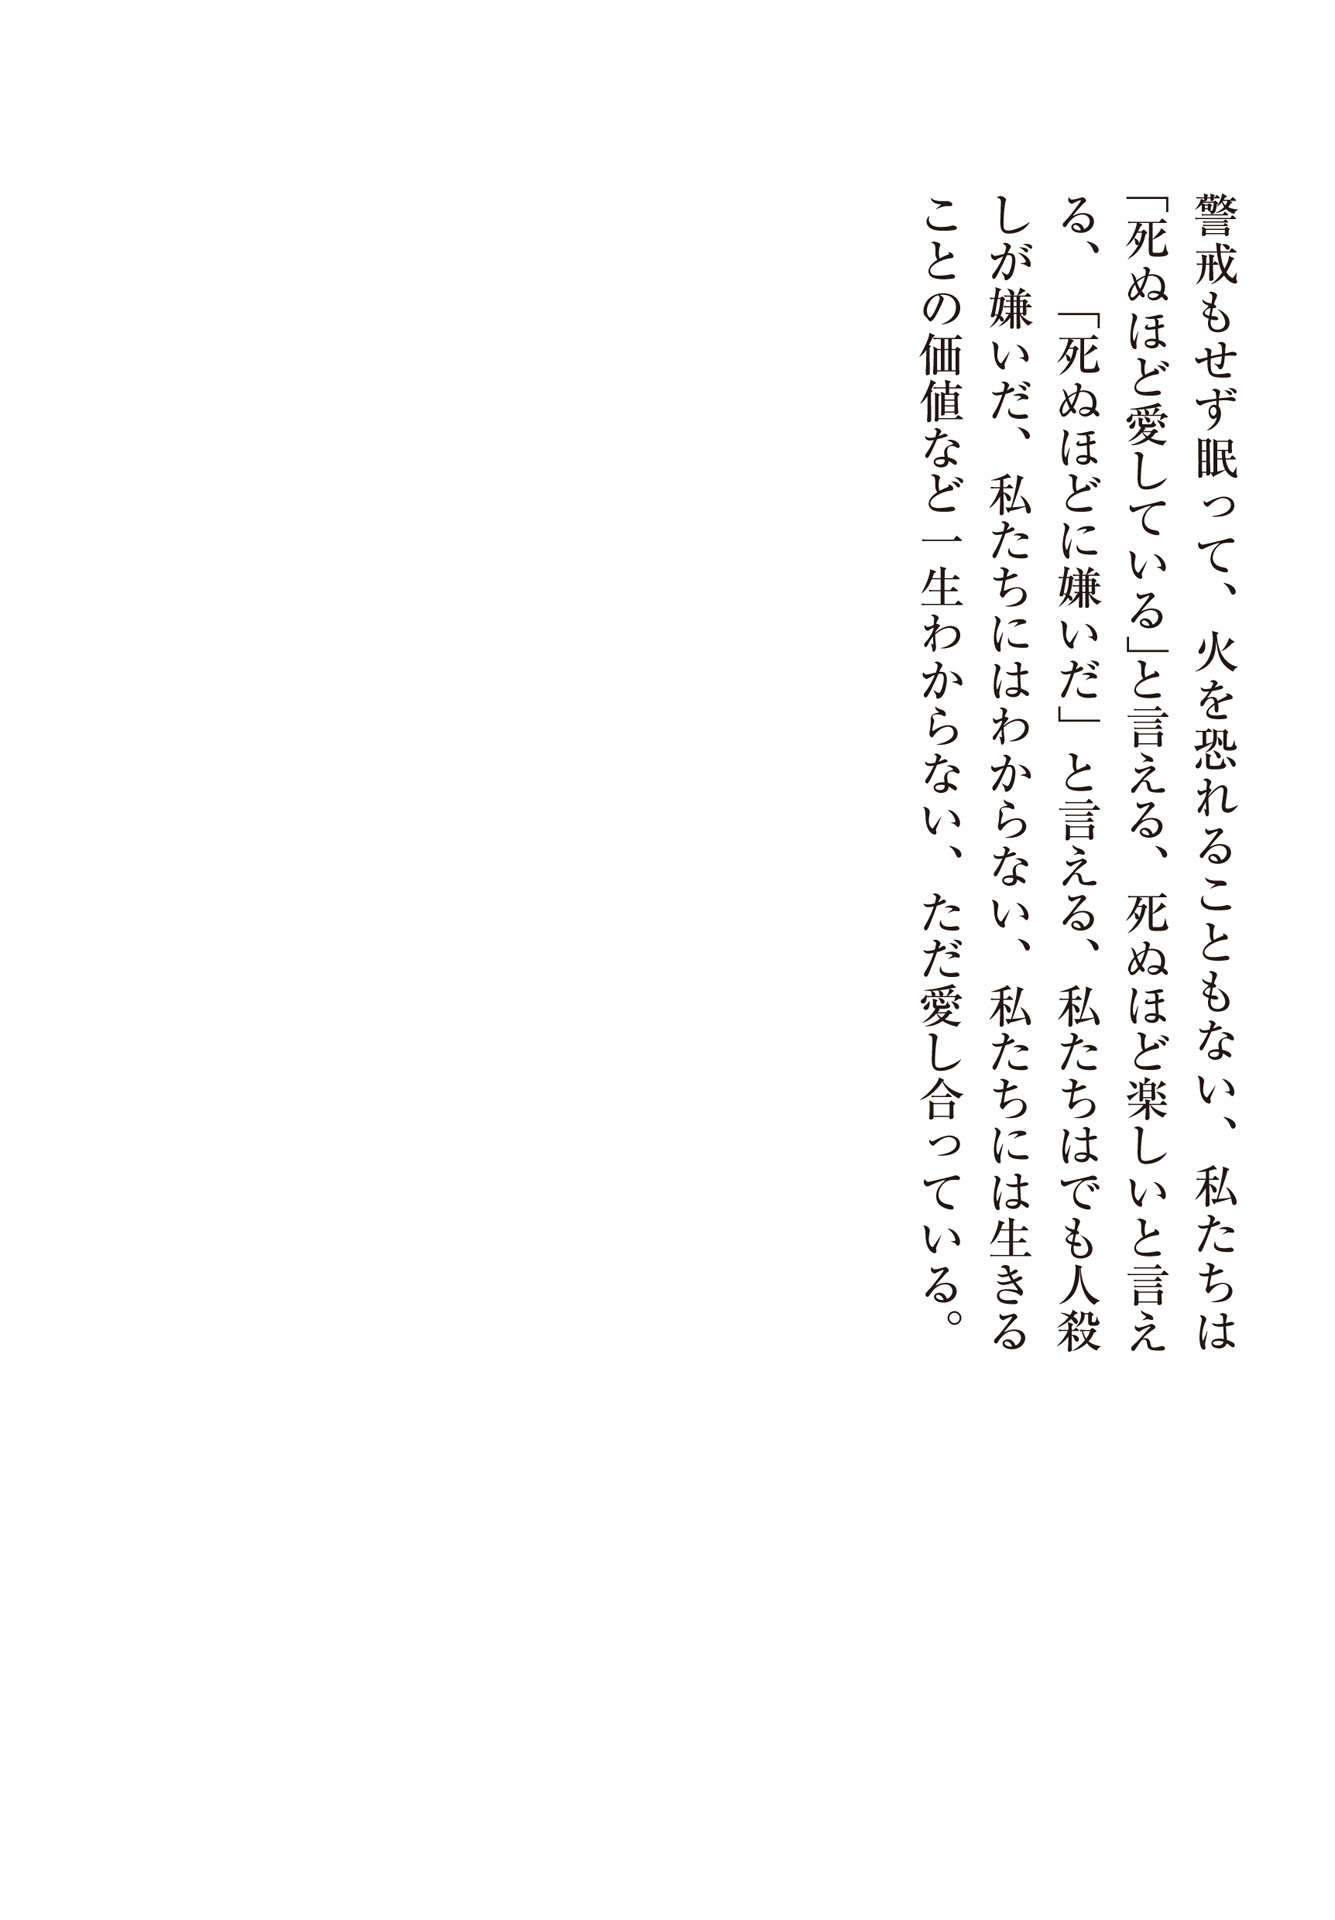 警戒もせず眠って、火を恐れることもない、私たちは
「死ぬほど愛している」と言える、死ぬほど楽しいと言え
る、「死ぬほどに嫌いだ」と言える、私たちはでも人殺
しが嫌いだ、私たちにはわからない、私たちには生きる
ことの価値など一生わからない、ただ愛し合っている。